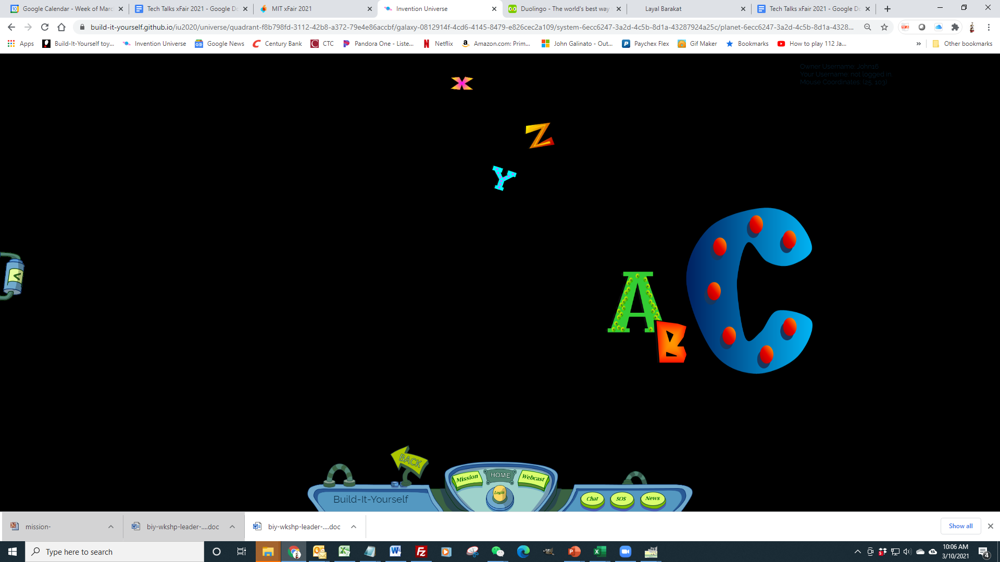 Google Calendar - Week of Marc
Tech Talks xFair 2021 - Google Do
MIT xFair 2021
Invention Universe
Duolingo - The world's best way
Layal Barakat
Tech Talks xFair 2021 - Google Do
build-it-yourself.github.io/iu2020/universe/quadrant-f8b798fd-3112-42b8-a372-79e4e86accbf/galaxy-0812914f-4cd6-4145-8479-e826cec2a109/system-6ecc6247-3a2d-4c5b-8d1a-43287924a25c/planet-6ecc6247-3a2d-4c5b-8d1a-4328...
Apps
Build-It-Yourself toy...
Invention Universe
Google News
Century Bank
CTC
Pandora One - Liste...
Netflix
Amazon.com: Prim...
John Galinato - Out...
Paychex Flex
Gif Maker
Bookmarks
How to play 112 Ja...
»
Other bookmarks
Owner Username: John16
Your Username: not logged in
Mouse Coordinates: (25, 103)
X
Z
Y
C
A
B
<
BACK
Mission
HOME
Webcast
Login
Build-It-Yourself
Chat
SOS
News
mission-
biy-wkshp-leader-....doc
biy-wkshp-leader-....doc
Show all
Type here to search
10:06 AM
3/10/2021
4